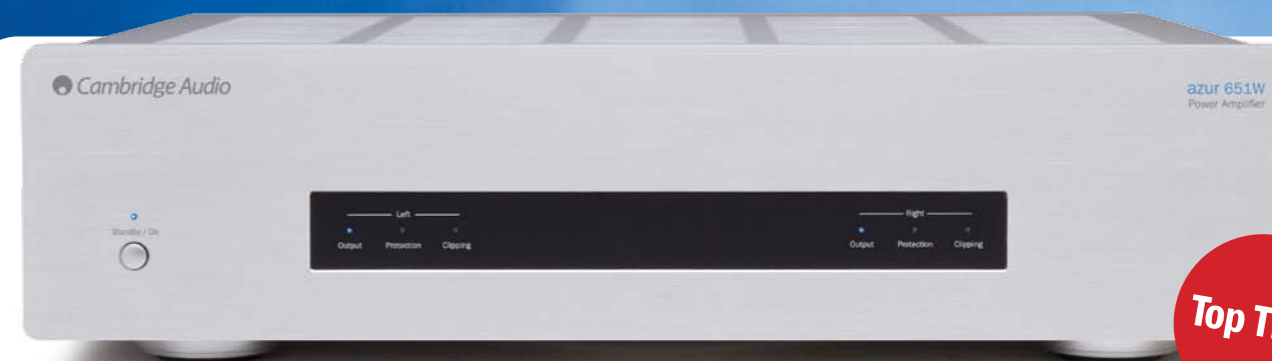 Cambridge Audio
azur 651W
Power Amplifier
Standby / On
Left
Output Protection Clipping
Right
Output Protection Clipping
Top